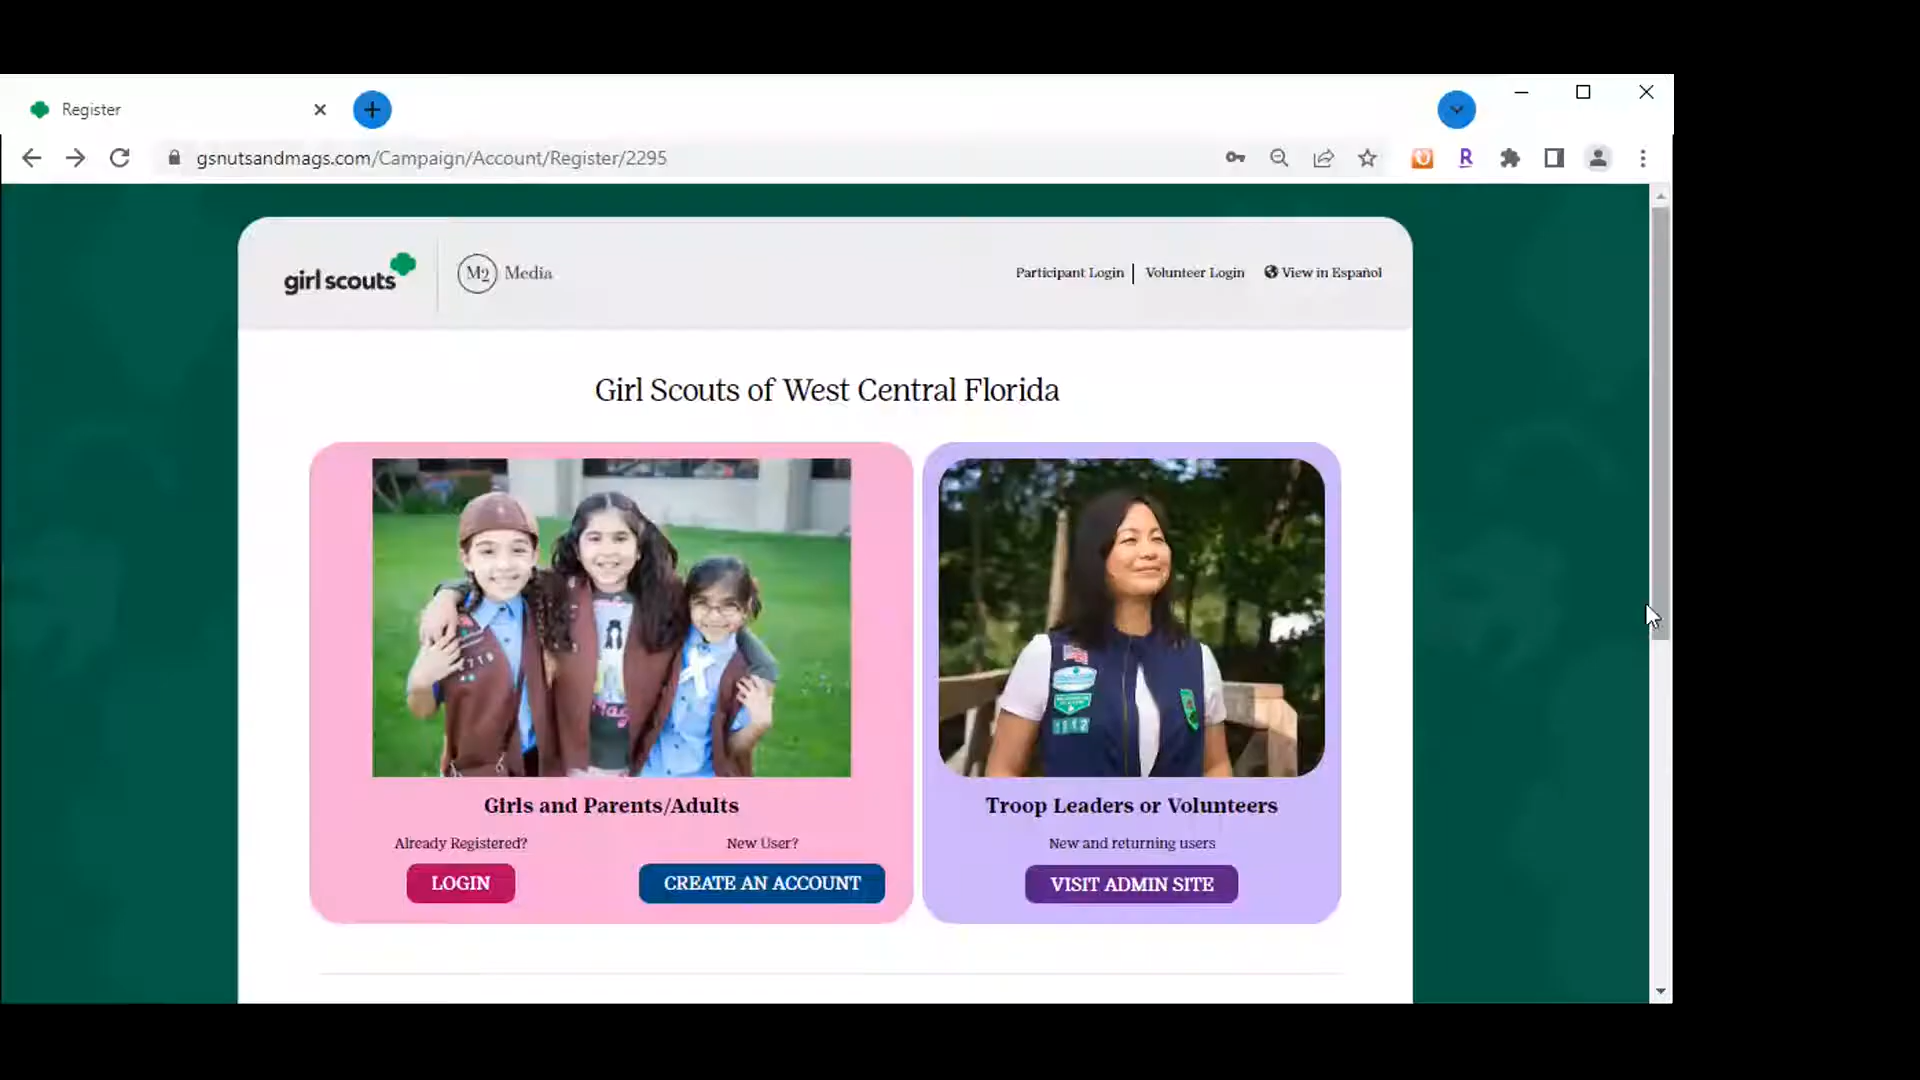 Register
gsnutsandmags.com/Campaign/Account/Register/2295
girl scouts
M2 Media
Participant Login
Volunteer Login
View in Español
Girl Scouts of West Central Florida
Girls and Parents/Adults
Already Registered?
LOGIN
New User?
CREATE AN ACCOUNT
Troop Leaders or Volunteers
New and returning users
VISIT ADMIN SITE